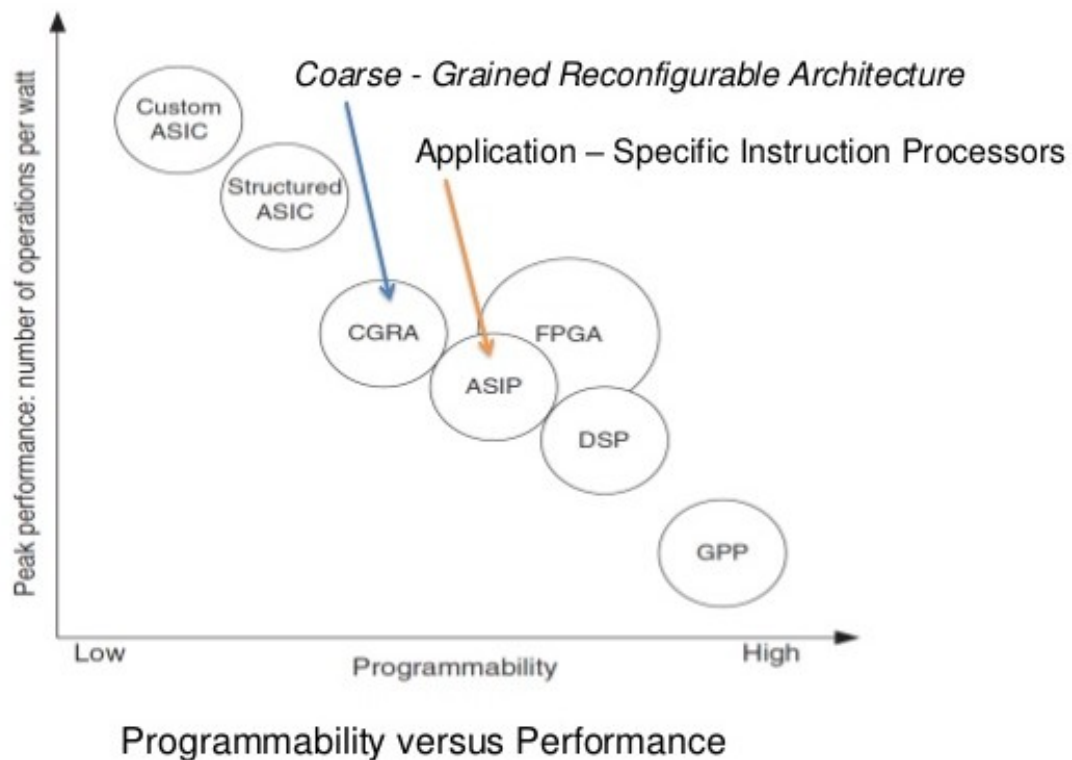 Coarse - Grained Reconfigurable Architecture
Application – Specific Instruction Processors
Peak performance: number of operations per watt
Custom
ASIC
Structured
ASIC
CGRA
FPGA
ASIP
DSP
GPP
Low
Programmability
High
Programmability versus Performance